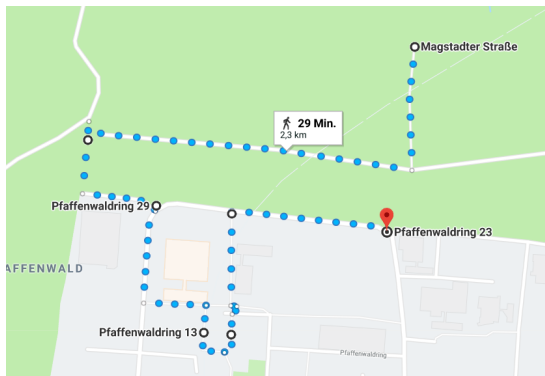 Magstadter Straße
29 Min.
2,3 km
Pfaffenwaldring 29
Pfaffenwaldring 23
AFFENWALD
Pfaffenwaldring 13
Pfaffenwaldring